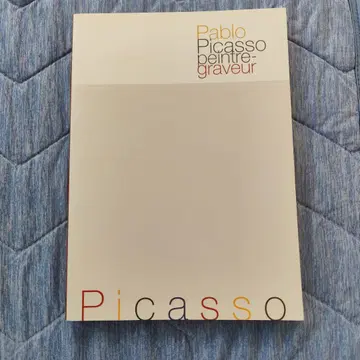 Pablo
Picasso
peintre-
graveur
Picasso